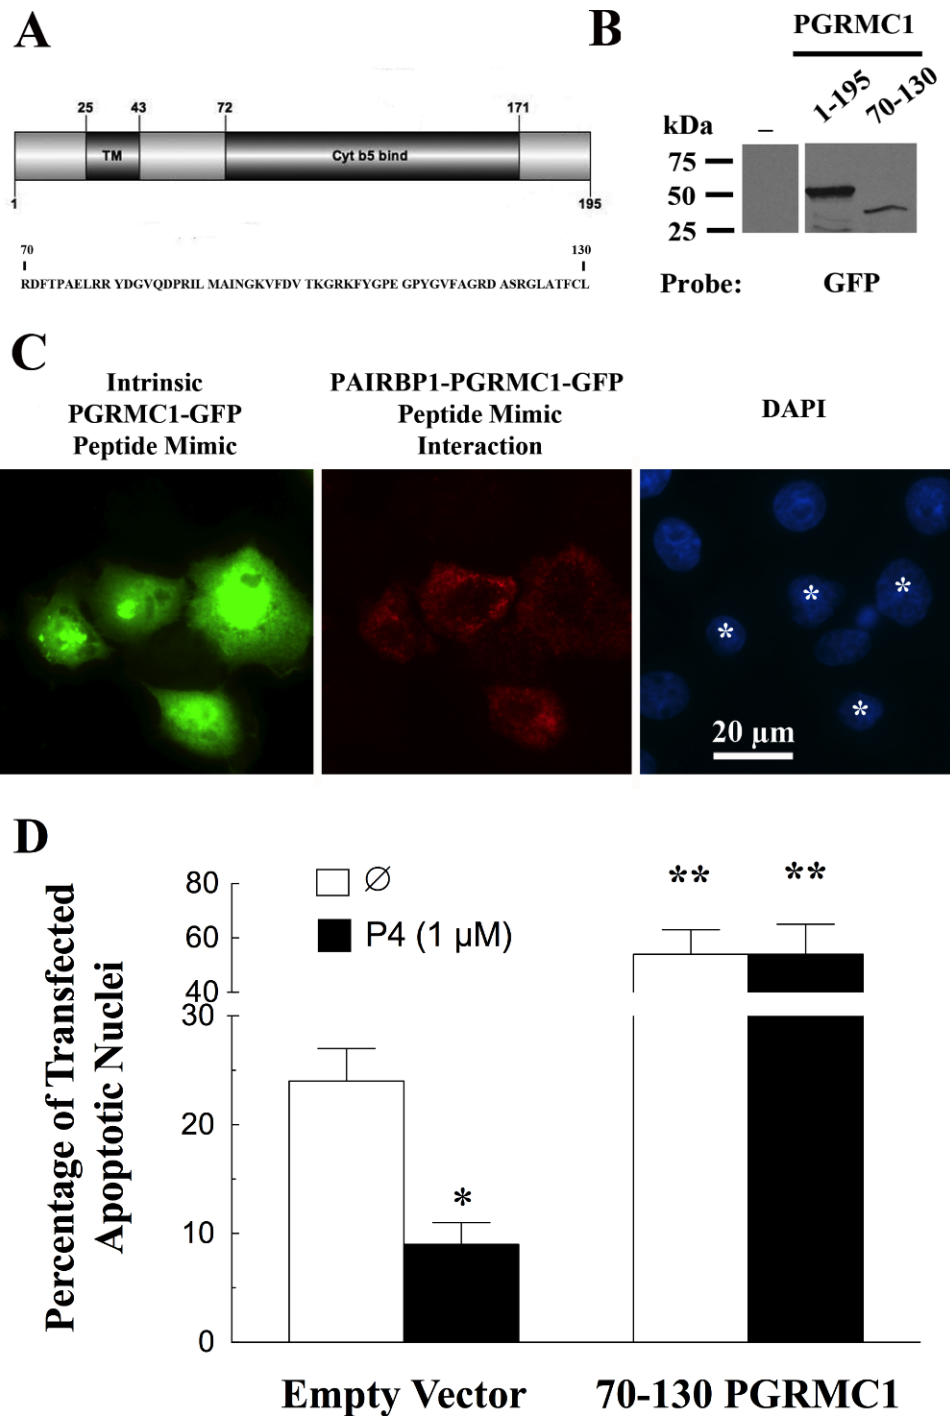 A
25 43 72 171
TM Cyt b5 bind
1 195
70 130
RDFTPAELRR YDGVQDPRIL MAINGKVFDV TKGRKFYGPE GPYGVFAGRD ASRGLATFCL
B
PGRMC1
– 1-195 70-130
kDa
75
50
25
Probe: GFP
C
Intrinsic
PGRMC1-GFP
Peptide Mimic
PAIRBP1-PGRMC1-GFP
Peptide Mimic
Interaction
DAPI
* * * *
20 µm
D
Percentage of Transfected
Apoptotic Nuclei
80
60
40
30
20
10
0
∅
P4 (1 µM)
*
** **
Empty Vector 70-130 PGRMC1